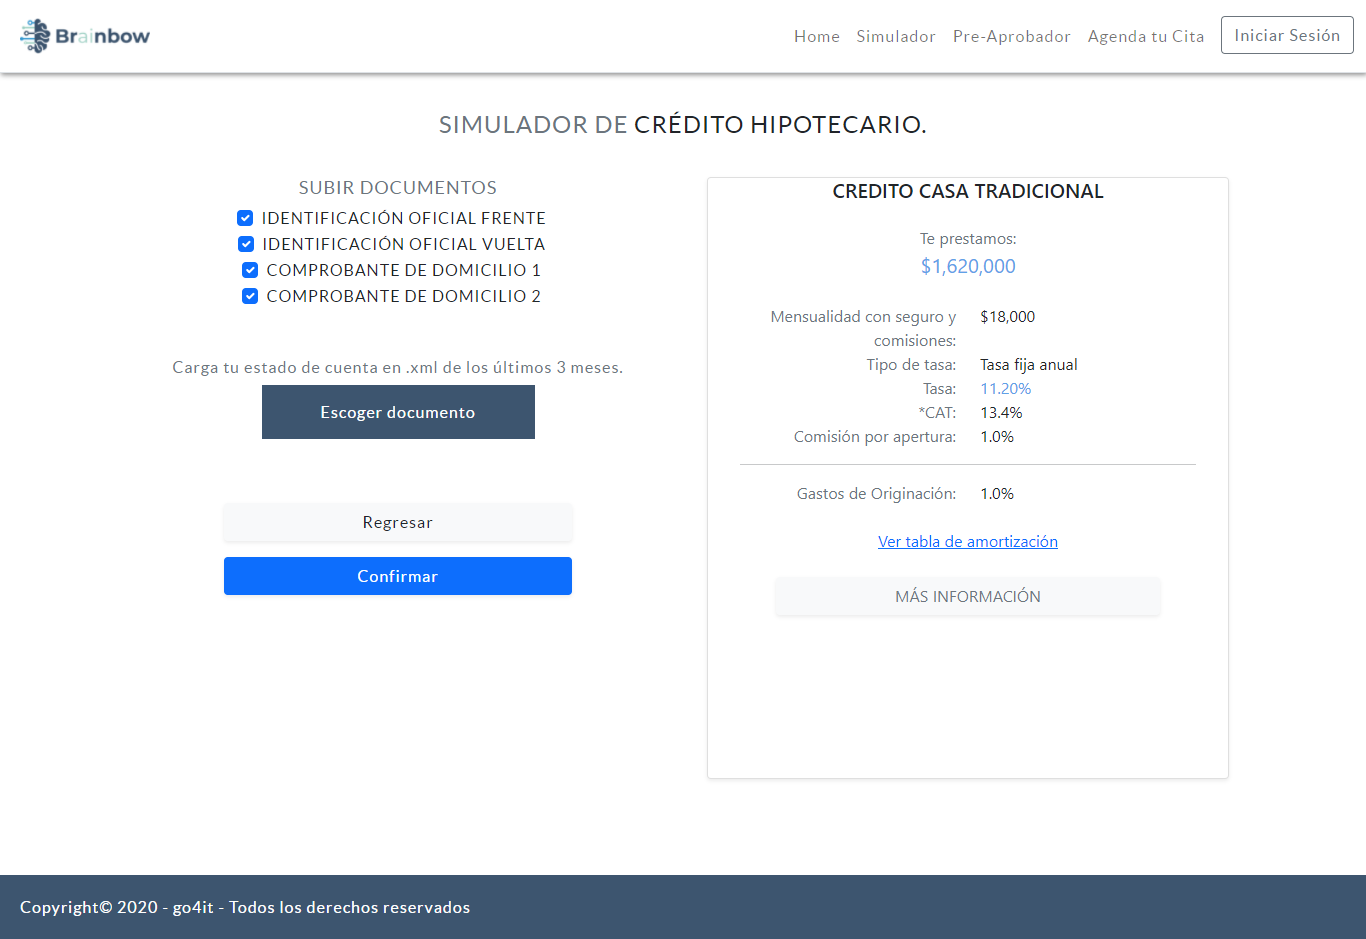 Brainbow
Home
Simulador
Pre-Aprobador
Agenda tu Cita
Iniciar Sesión
SIMULADOR DE CRÉDITO HIPOTECARIO.
SUBIR DOCUMENTOS
IDENTIFICACIÓN OFICIAL FRENTE
IDENTIFICACIÓN OFICIAL VUELTA
COMPROBANTE DE DOMICILIO 1
COMPROBANTE DE DOMICILIO 2
Carga tu estado de cuenta en .xml de los últimos 3 meses.
Escoger documento
Regresar
Confirmar
CREDITO CASA TRADICIONAL
Te prestamos:
$1,620,000
Mensualidad con seguro y $18,000
comisiones:
Tipo de tasa: Tasa fija anual
Tasa: 11.20%
*CAT: 13.4%
Comisión por apertura: 1.0%
Gastos de Originación: 1.0%
Ver tabla de amortización
MÁS INFORMACIÓN
Copyright© 2020 - go4it - Todos los derechos reservados